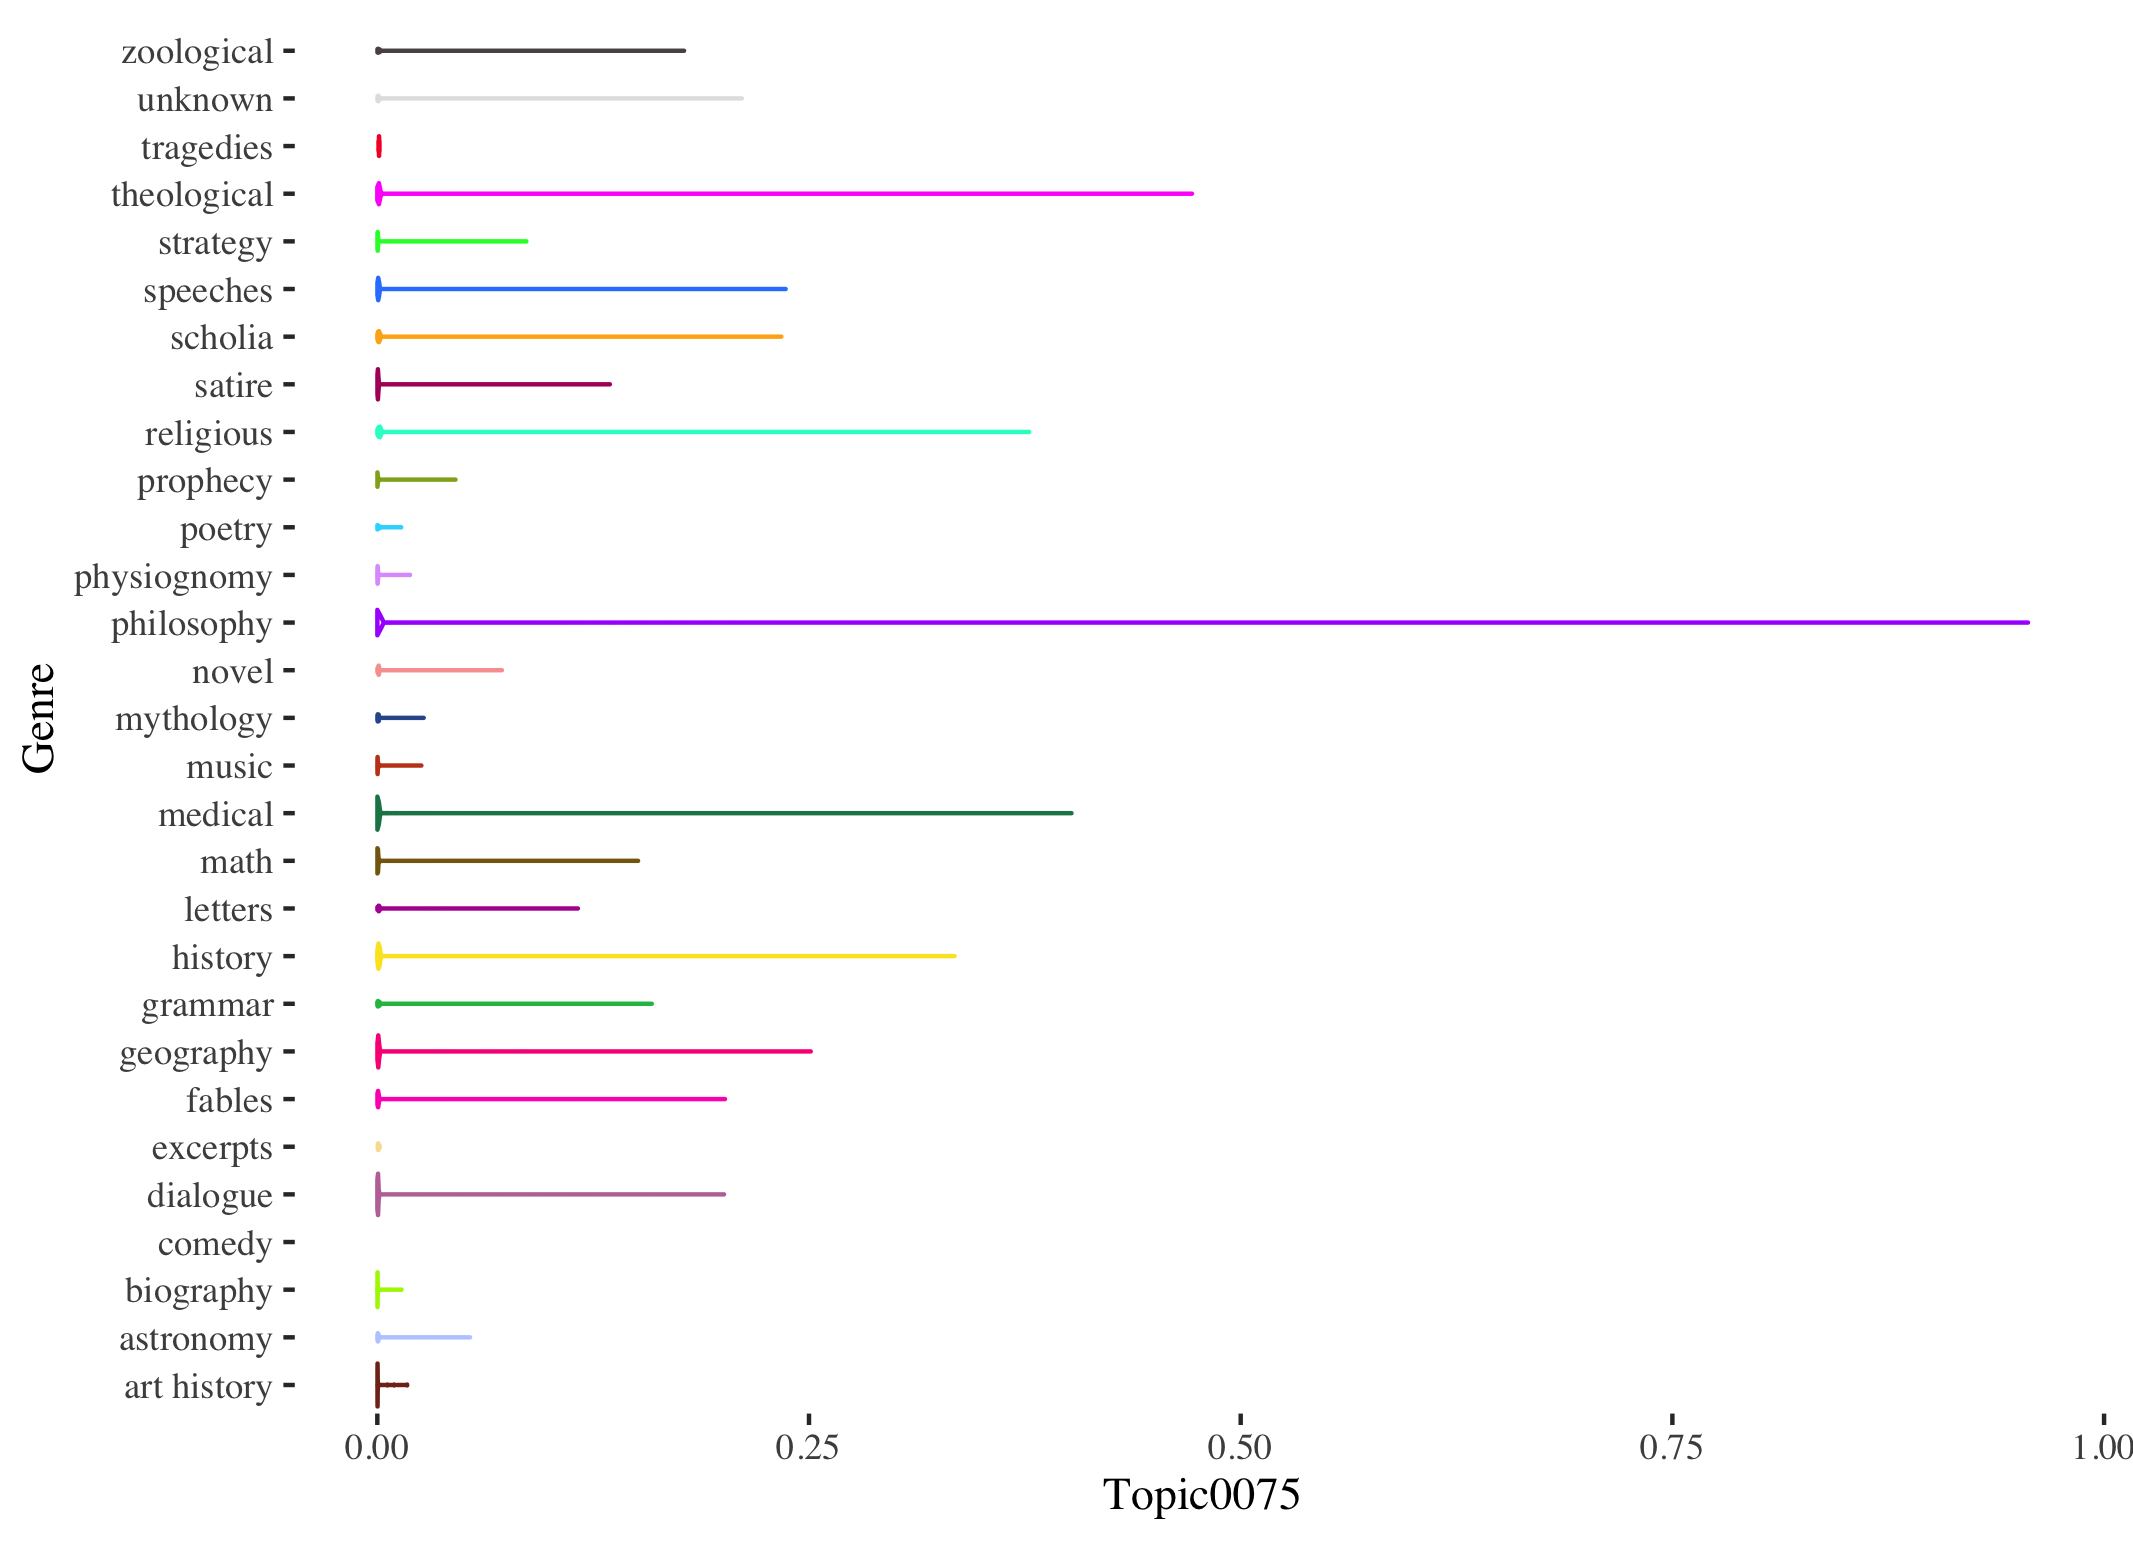 zoological
unknown
tragedies
theological
strategy
speeches
scholia
satire
religious
prophecy
poetry
physiognomy
philosophy
novel
mythology
music
medical
math
letters
history
grammar
geography
fables
excerpts
dialogue
comedy
biography
astronomy
art history
Genre
0.00 0.25 0.50 0.75 1.00
Topic0075